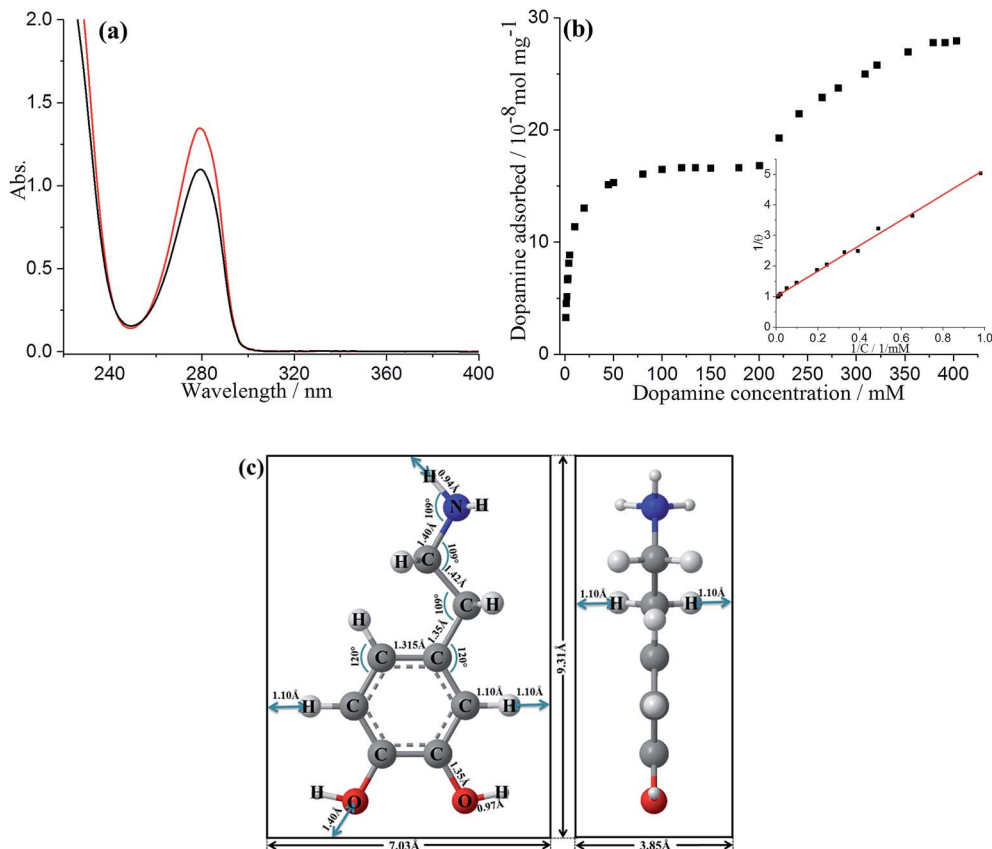 (a)
2.0
1.5
1.0
0.5
0.0
Abs.
240 280 320 360 400
Wavelength / nm
(b)
30
20
10
0
Dopamine adsorbed / 10⁻⁸mol mg⁻¹
0 50 100 150 200 250 300 350 400
Dopamine concentration / mM
5
4
3
2
1
0
1/θ
0.0 0.2 0.4 0.6 0.8 1.0
1/C / 1/mM
(c)
H
0.94Å
N H
109°
1.40Å
H C
109°
1.42Å
C H
109°
H
1.35Å
1.315Å
C C
120° 120°
1.10Å
H C
C
1.10Å
H
1.10Å
C C
1.35Å
H O
O H
1.40Å
0.97Å
7.03Å
9.31Å
1.10Å
H H
1.10Å
3.85Å